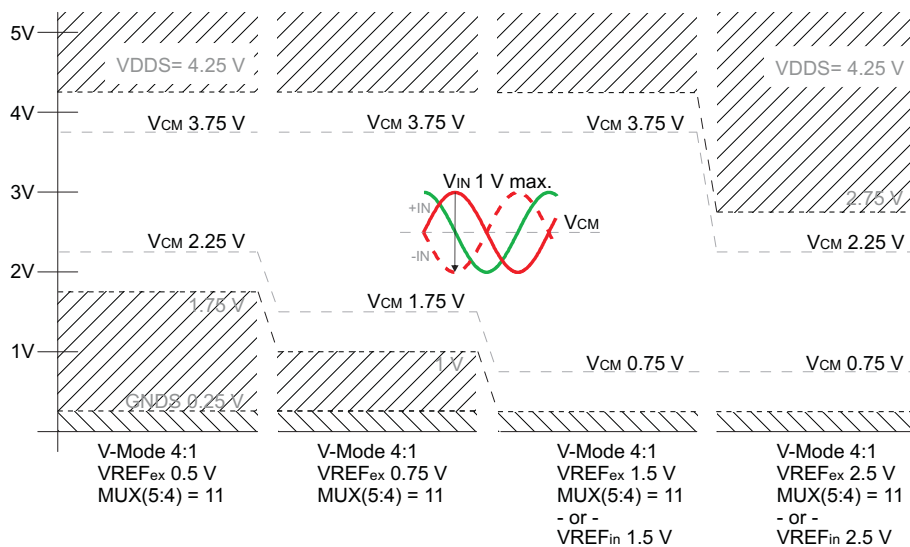 5V
VDDS= 4.25 V
VDDS= 4.25 V
4V
VCM 3.75 V
VCM 3.75 V
VCM 3.75 V
3V
VIN 1 V max.
2.75 V
+IN
VCM
-IN
VCM 2.25 V
VCM 2.25 V
2V
1.75 V
VCM 1.75 V
1V
1 V
VCM 0.75 V
VCM 0.75 V
GNDS 0.25 V
V-Mode 4:1
VREFex 0.5 V
MUX(5:4) = 11
V-Mode 4:1
VREFex 0.75 V
MUX(5:4) = 11
V-Mode 4:1
VREFex 1.5 V
MUX(5:4) = 11
- or -
VREFin 1.5 V
V-Mode 4:1
VREFex 2.5 V
MUX(5:4) = 11
- or -
VREFin 2.5 V